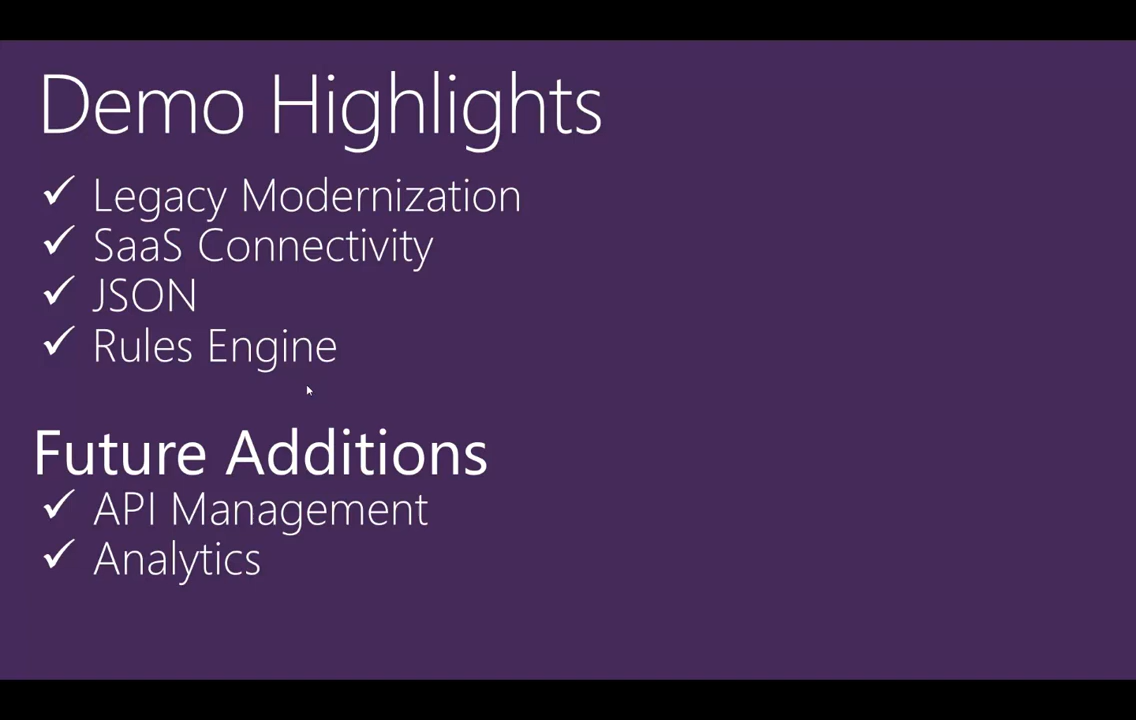 Demo Highlights
✓ Legacy Modernization
✓ SaaS Connectivity
✓ JSON
✓ Rules Engine
Future Additions
✓ API Management
✓ Analytics